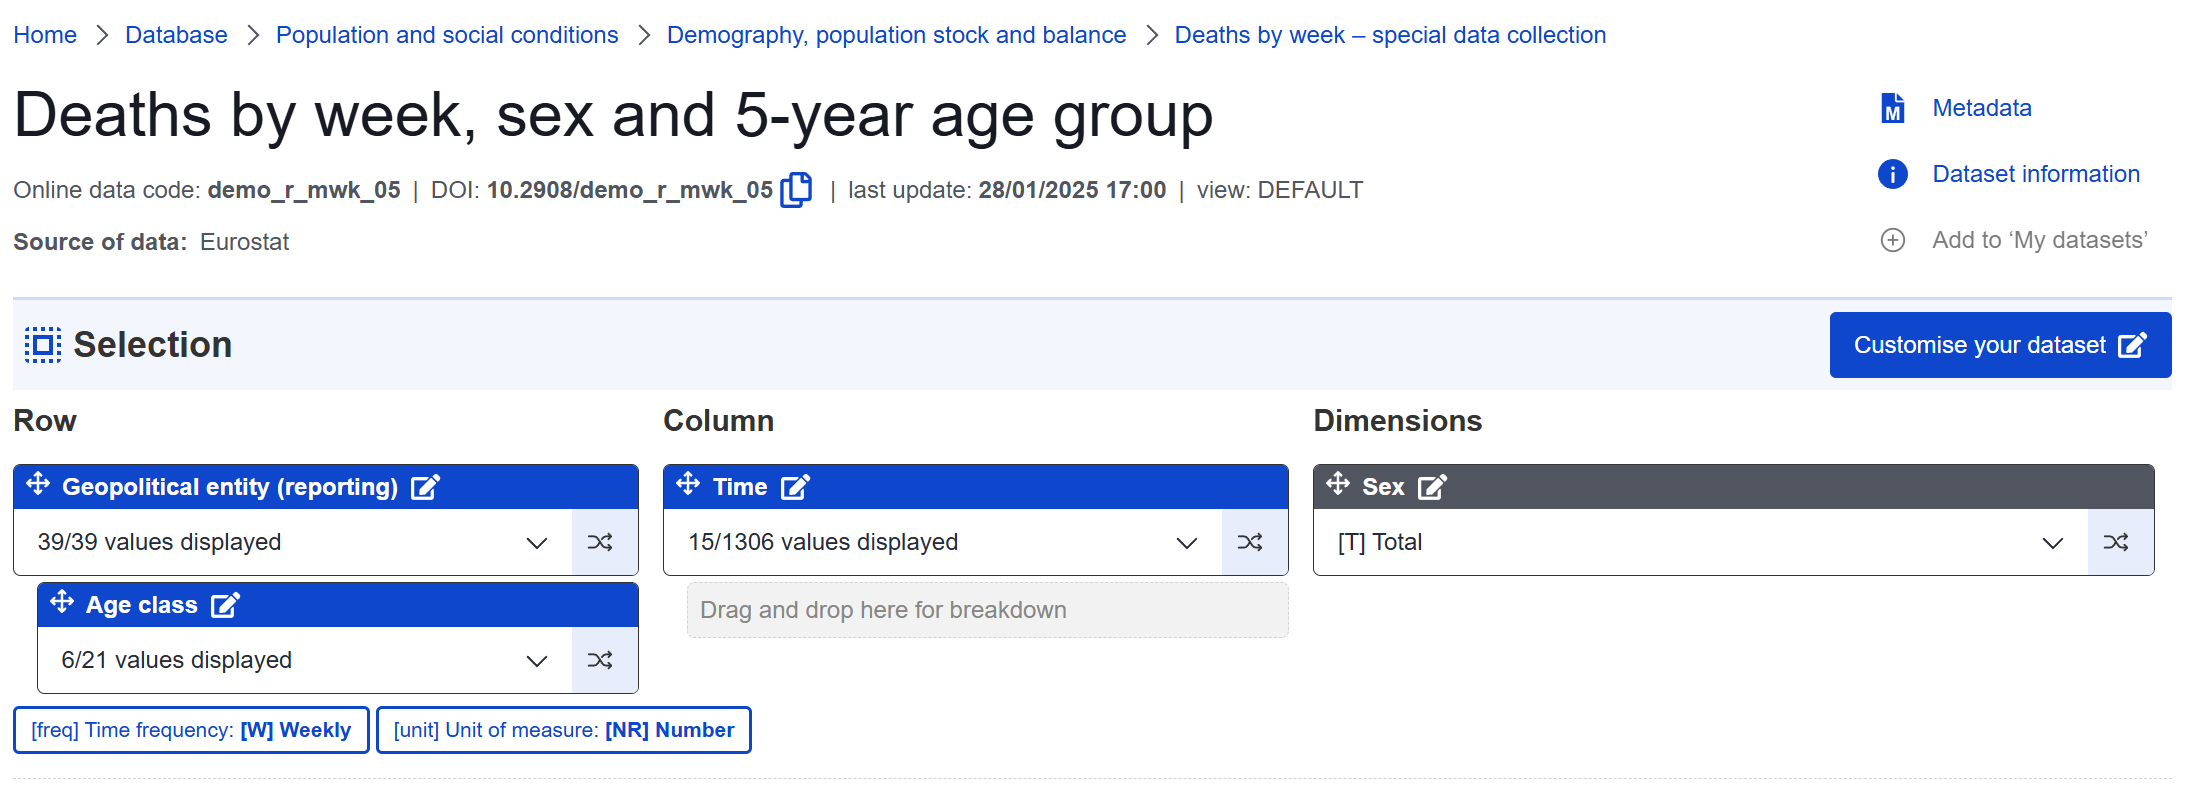 Home > Database > Population and social conditions > Demography, population stock and balance > Deaths by week – special data collection
Deaths by week, sex and 5-year age group
Metadata
Online data code: demo_r_mwk_05 | DOI: 10.2908/demo_r_mwk_05 | last update: 28/01/2025 17:00 | view: DEFAULT
Dataset information
Source of data: Eurostat
Add to ‘My datasets’
Selection
Customise your dataset
Row
Column
Dimensions
Geopolitical entity (reporting)
Time
Sex
39/39 values displayed
15/1306 values displayed
[T] Total
Age class
Drag and drop here for breakdown
6/21 values displayed
[freq] Time frequency: [W] Weekly
[unit] Unit of measure: [NR] Number